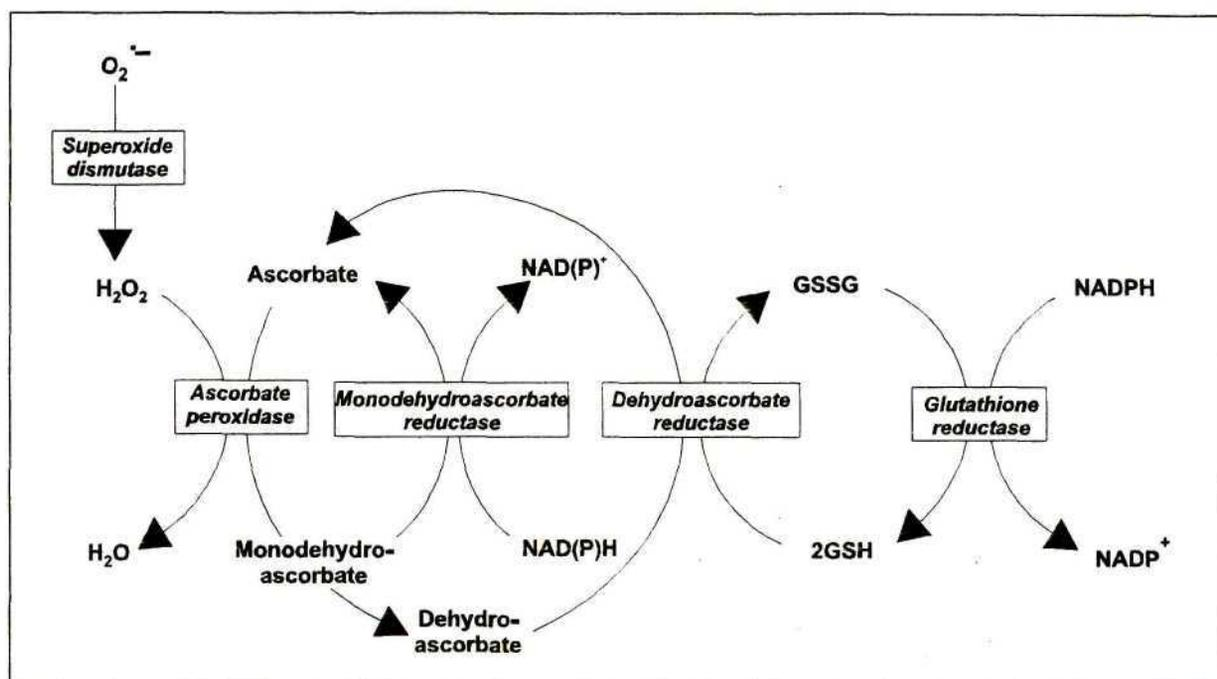 O₂•−
Superoxide
dismutase
H₂O₂
Ascorbate
NAD(P)⁺
GSSG
NADPH
Ascorbate
peroxidase
Monodehydroascorbate
reductase
Dehydroascorbate
reductase
Glutathione
reductase
H₂O
Monodehydro-
ascorbate
NAD(P)H
2GSH
NADP⁺
Dehydro-
ascorbate